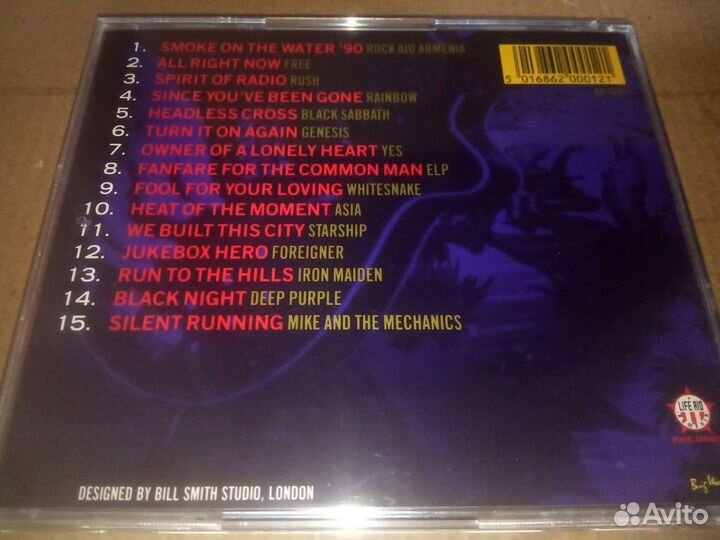 1. SMOKE ON THE WATER '90 ROCK AID ARMENIA
2. ALL RIGHT NOW FREE
3. SPIRIT OF RADIO RUSH
4. SINCE YOU'VE BEEN GONE RAINBOW
5. HEADLESS CROSS BLACK SABBATH
6. TURN IT ON AGAIN GENESIS
7. OWNER OF A LONELY HEART YES
8. FANFARE FOR THE COMMON MAN ELP
9. FOOL FOR YOUR LOVING WHITESNAKE
10. HEAT OF THE MOMENT ASIA
11. WE BUILT THIS CITY STARSHIP
12. JUKEBOX HERO FOREIGNER
13. RUN TO THE HILLS IRON MAIDEN
14. BLACK NIGHT DEEP PURPLE
15. SILENT RUNNING MIKE AND THE MECHANICS
5 016862 000121
LIFE AID
RECORDS
DESIGNED BY BILL SMITH STUDIO, LONDON
Avito